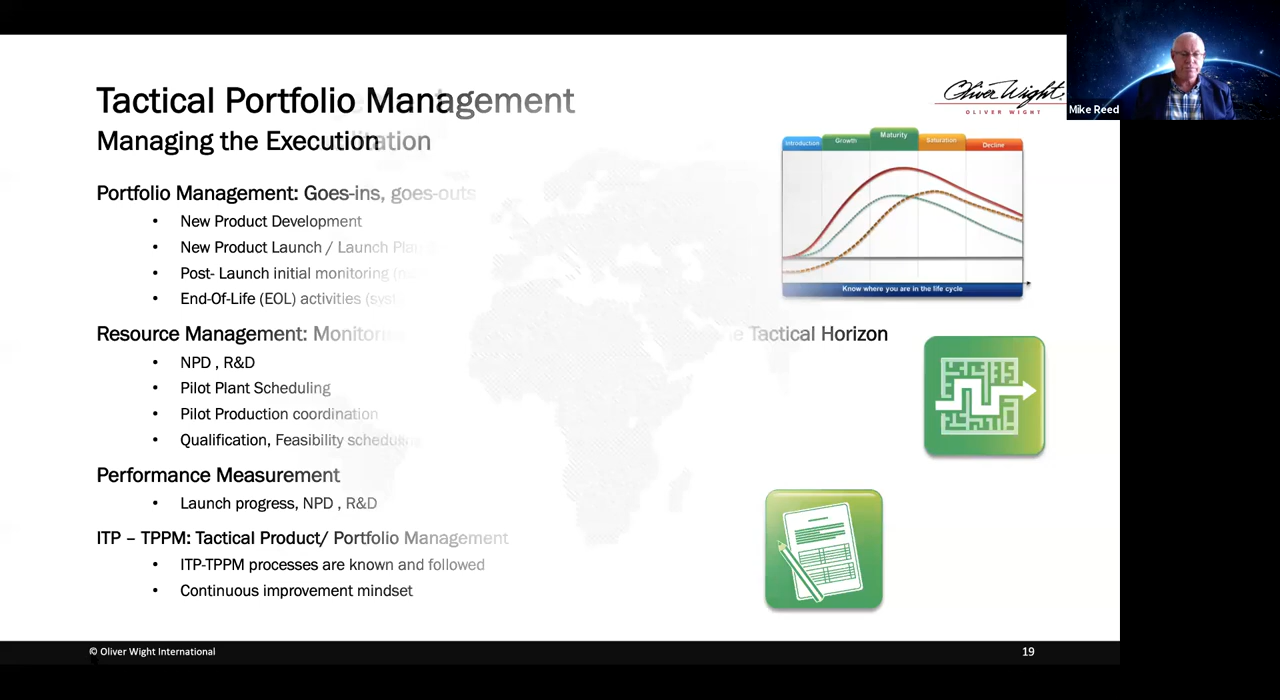 Tactical Portfolio Management
Managing the Execution
Portfolio Management: Goes-ins, goes-outs
• New Product Development
• New Product Launch / Launch Plan
• Post- Launch initial monitoring
• End-Of-Life (EOL) activities
Resource Management: Tactical Horizon
• NPD , R&D
• Pilot Plant Scheduling
• Pilot Production coordination
• Qualification, Feasibility scheduling
Performance Measurement
• Launch progress, NPD , R&D
ITP – TPPM: Tactical Product/ Portfolio Management
• ITP-TPPM processes are known and followed
• Continuous improvement mindset
Oliver Wight
OLIVER WIGHT
Mike Reed
Introduction
Growth
Maturity
Saturation
Decline
Know where you are in the life cycle
© Oliver Wight International
19